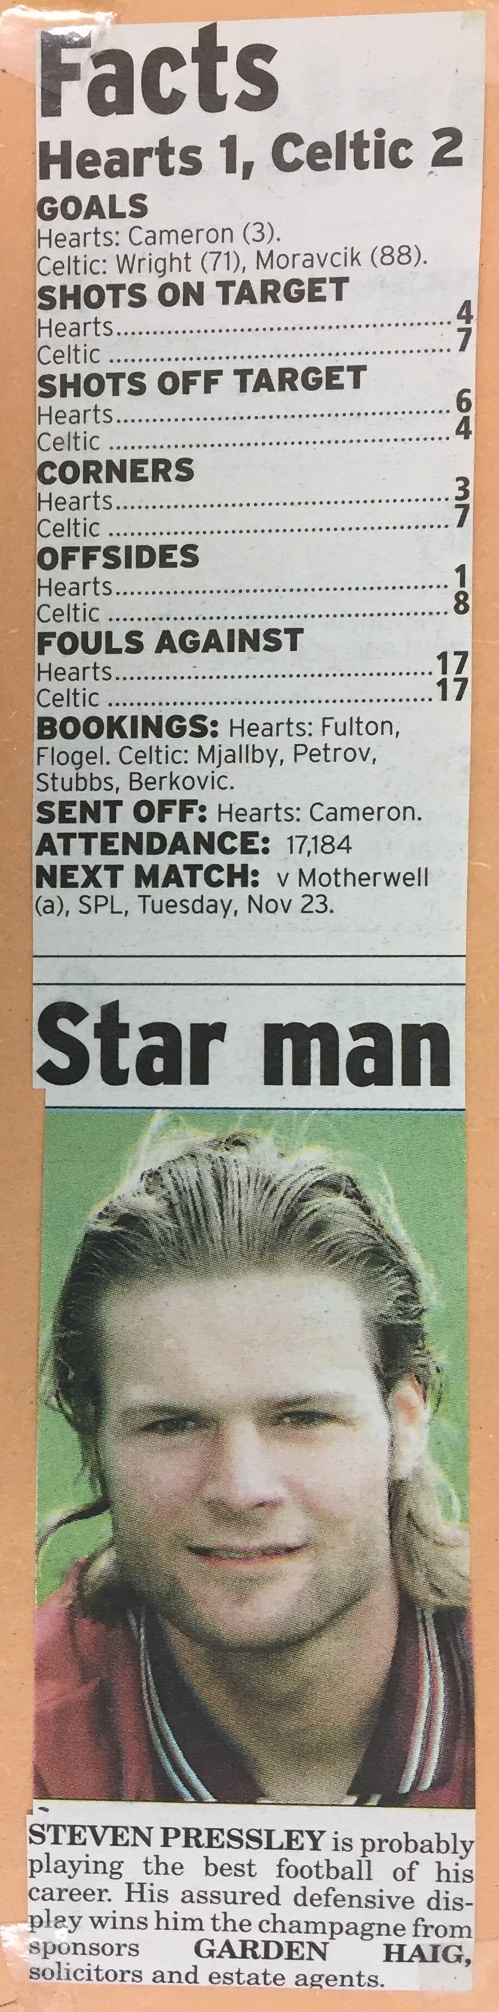 Facts
Hearts 1, Celtic 2
GOALS
Hearts: Cameron (3).
Celtic: Wright (71), Moravcik (88).
SHOTS ON TARGET
Hearts....................................................4
Celtic .....................................................7
SHOTS OFF TARGET
Hearts....................................................6
Celtic .....................................................4
CORNERS
Hearts....................................................3
Celtic .....................................................7
OFFSIDES
Hearts....................................................1
Celtic .....................................................8
FOULS AGAINST
Hearts.................................................17
Celtic ..................................................17
BOOKINGS: Hearts: Fulton,
Flogel. Celtic: Mjallby, Petrov,
Stubbs, Berkovic.
SENT OFF: Hearts: Cameron.
ATTENDANCE: 17,184
NEXT MATCH: v Motherwell
(a), SPL, Tuesday, Nov 23.
Star man
STEVEN PRESSLEY is probably
playing the best football of his
career. His assured defensive dis-
play wins him the champagne from
sponsors GARDEN HAIG,
solicitors and estate agents.